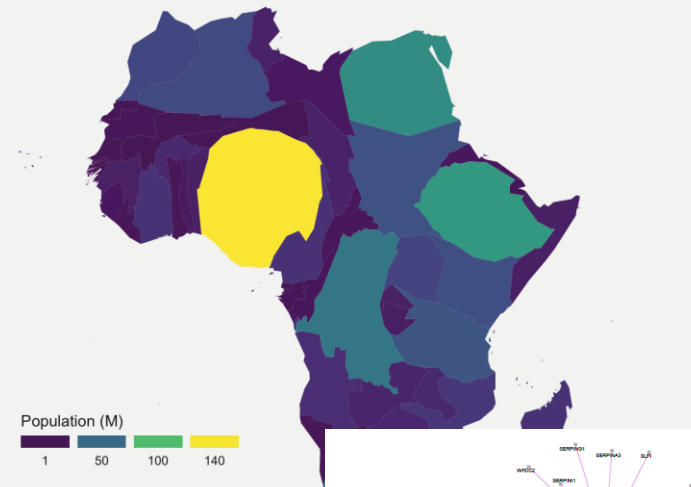 Population (M)
1 50 100 140
SERPING1
SERPINA3
SLPI
WFDC2
SERPINI1